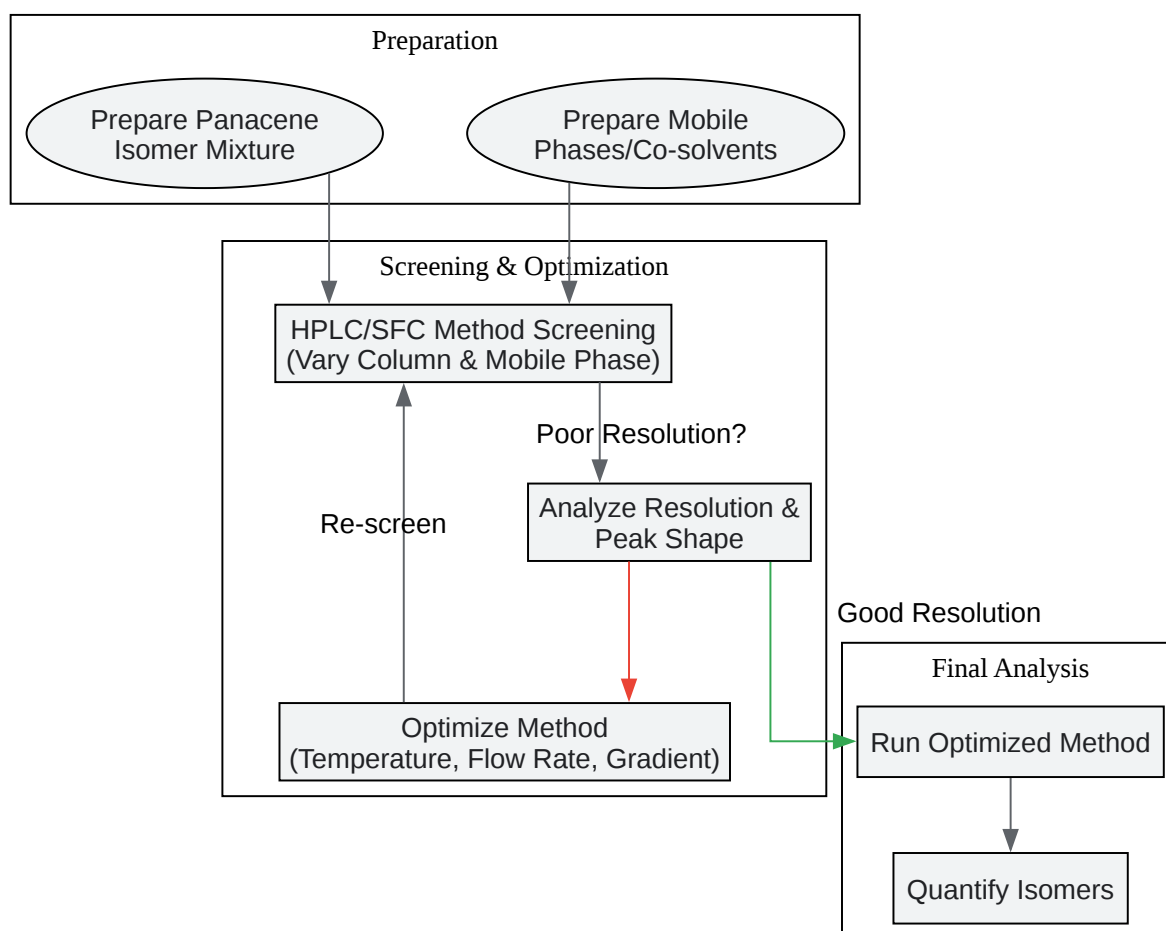 Preparation
Prepare Panacene
Isomer Mixture
Prepare Mobile
Phases/Co-solvents
Screening & Optimization
HPLC/SFC Method Screening
(Vary Column & Mobile Phase)
Poor Resolution?
Analyze Resolution &
Peak Shape
Re-screen
Optimize Method
(Temperature, Flow Rate, Gradient)
Good Resolution
Final Analysis
Run Optimized Method
Quantify Isomers